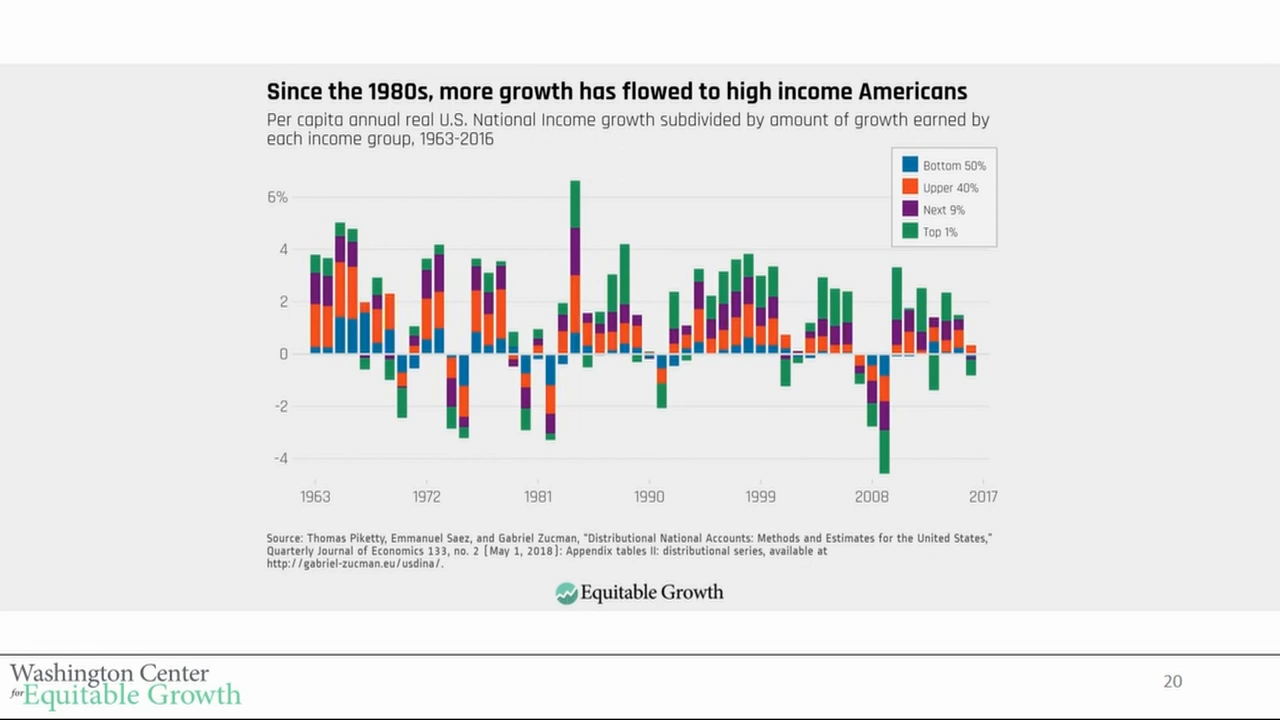 Since the 1980s, more growth has flowed to high income Americans
Per capita annual real U.S. National Income growth subdivided by amount of growth earned by
each income group, 1963-2016
Bottom 50%
Upper 40%
Next 9%
Top 1%
6%
4
2
0
-2
-4
1963
1972
1981
1990
1999
2008
2017
Source: Thomas Piketty, Emmanuel Saez, and Gabriel Zucman, "Distributional National Accounts: Methods and Estimates for the United States,"
Quarterly Journal of Economics 133, no. 2 (May 1, 2018): Appendix tables II: distributional series, available at
http://gabriel-zucman.eu/usdina/.
Equitable Growth
Washington Center
for Equitable Growth
20